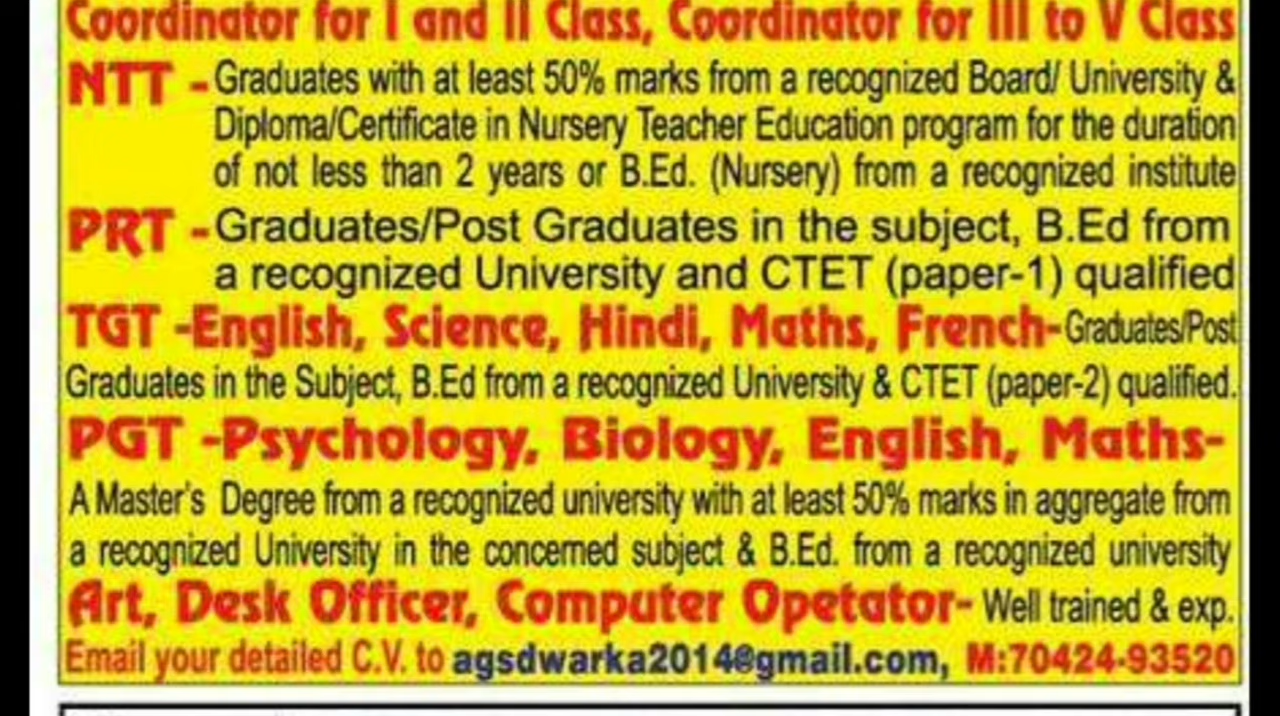 Coordinator for I and II Class, Coordinator for III to V Class
NTT - Graduates with at least 50% marks from a recognized Board/ University &
Diploma/Certificate in Nursery Teacher Education program for the duration
of not less than 2 years or B.Ed. (Nursery) from a recognized institute
PRT - Graduates/Post Graduates in the subject, B.Ed from
a recognized University and CTET (paper-1) qualified
TGT -English, Science, Hindi, Maths, French- Graduates/Post
Graduates in the Subject, B.Ed from a recognized University & CTET (paper-2) qualified.
PGT -Psychology, Biology, English, Maths-
A Master's Degree from a recognized university with at least 50% marks in aggregate from
a recognized University in the concerned subject & B.Ed. from a recognized university
Art, Desk Officer, Computer Opetator- Well trained & exp.
Email your detailed C.V. to agsdwarka2014@gmail.com, M:70424-93520